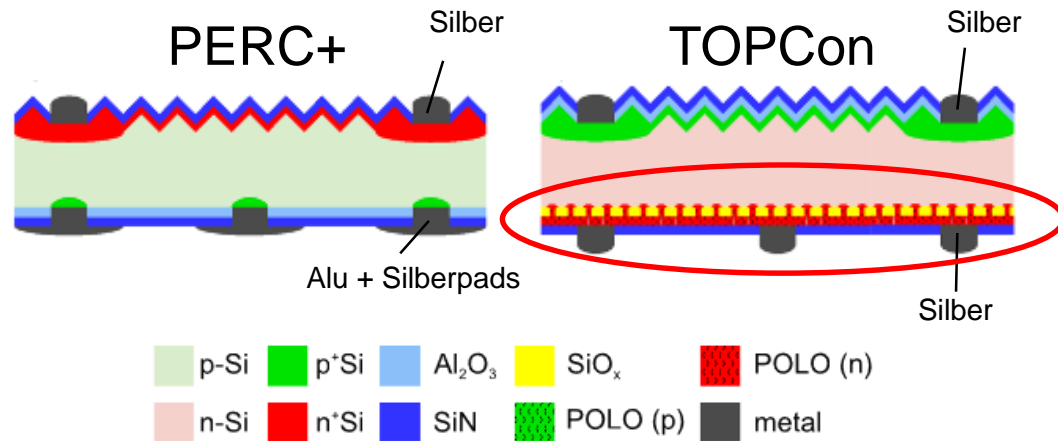 PERC+
Silber
TOPCon
Silber
Alu + Silberpads
Silber
p-Si
p⁺Si
Al₂O₃
SiOₓ
POLO (n)
n-Si
n⁺Si
SiN
POLO (p)
metal